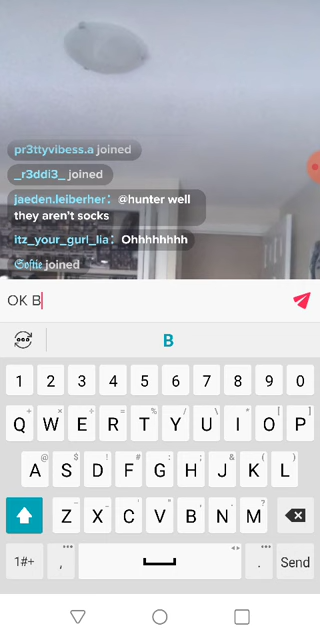 pr3ttyvibess.a joined
_r3ddi3_ joined
jaeden.leiberher: @hunter well
they aren't socks
itz_your_gurl_lia: Ohhhhhhhh
𝔖𝔬𝔣𝔱𝔦𝔢 joined
OK B
B
1 2 3 4 5 6 7 8 9 0
Q W E R T Y U I O P
A S D F G H J K L
Z X C V B N M
1#+ , . Send